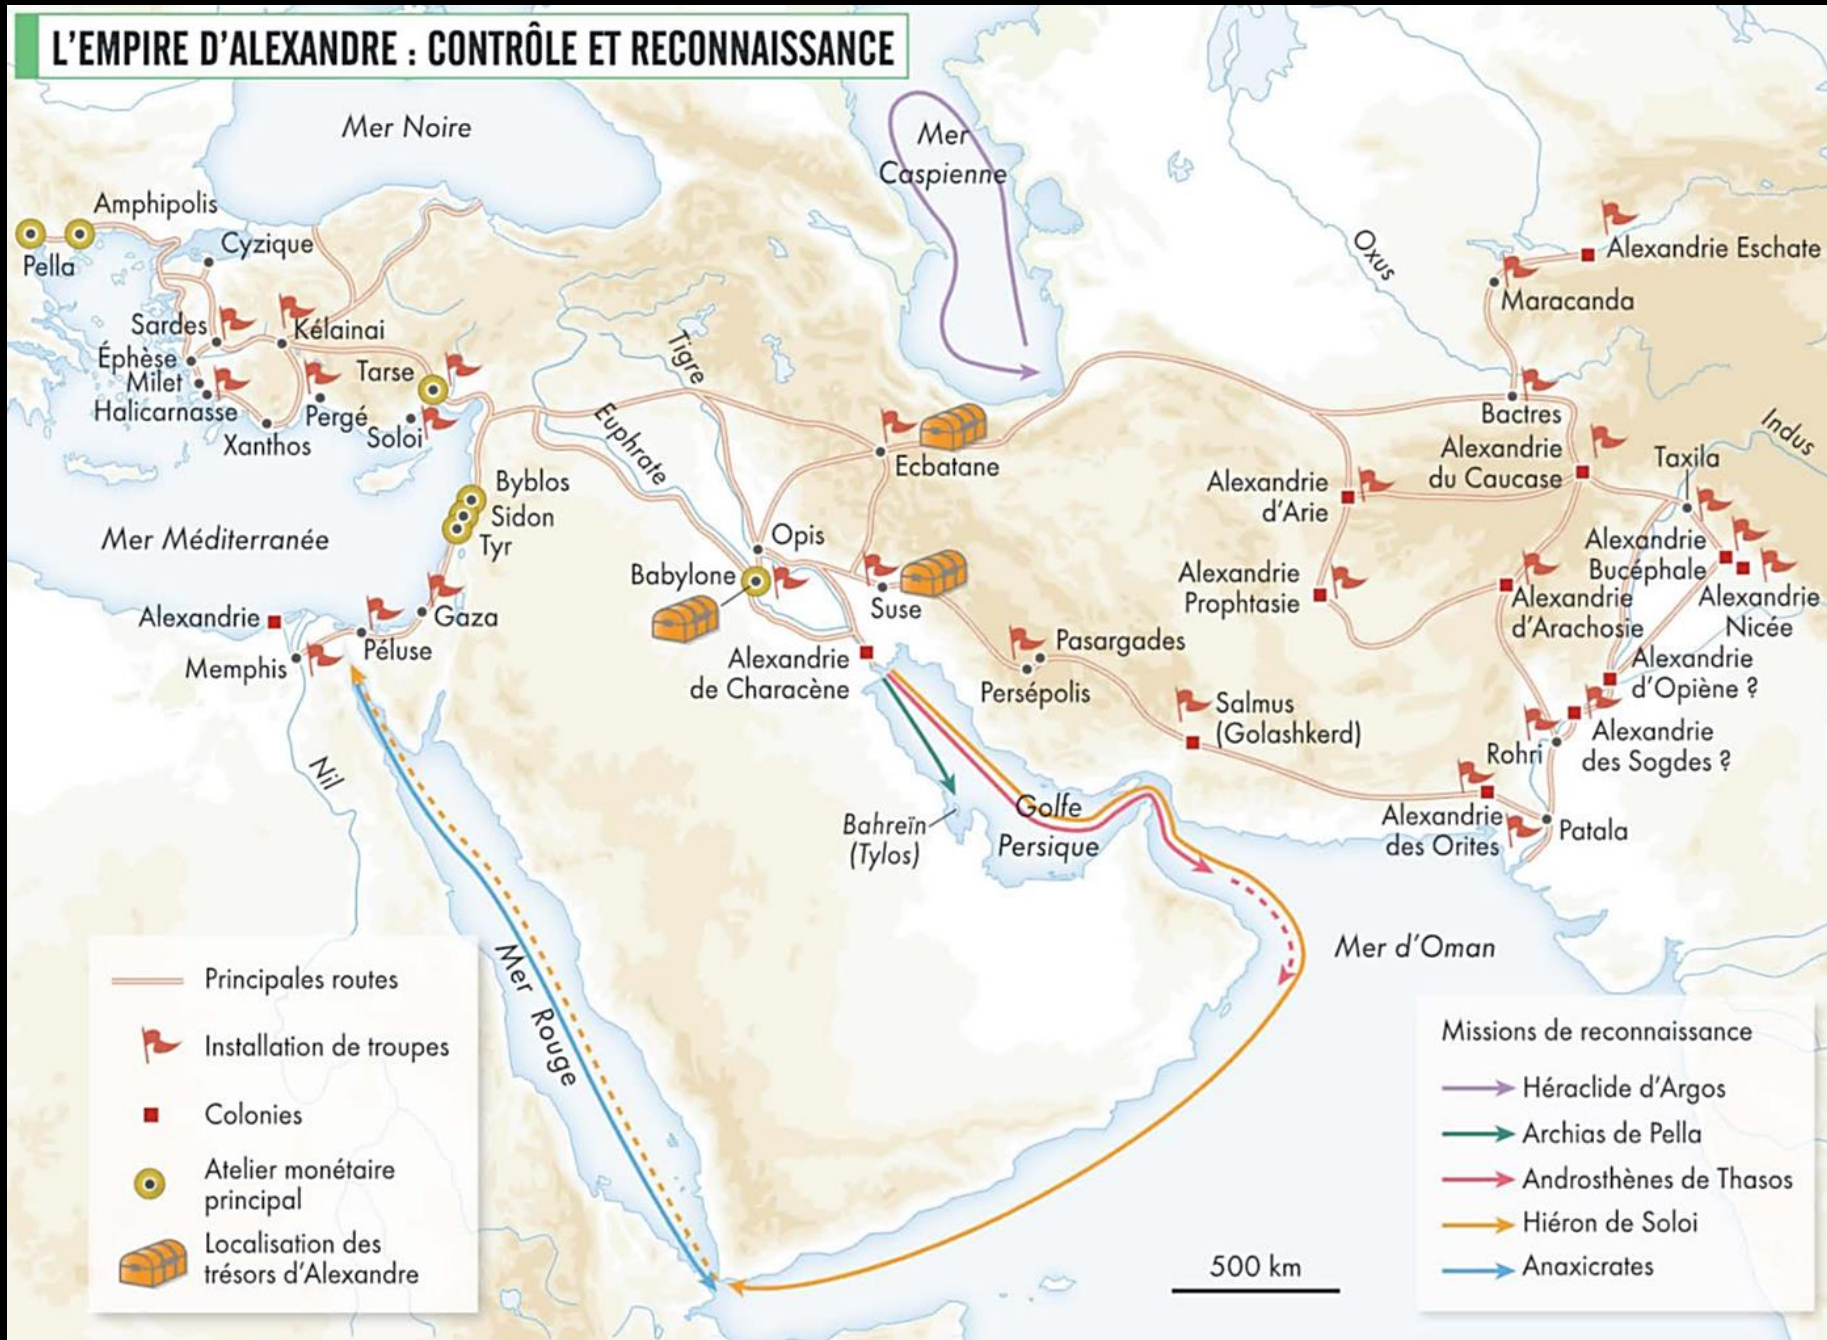 L'EMPIRE D'ALEXANDRE : CONTRÔLE ET RECONNAISSANCE
Mer Noire
Mer
Caspienne
Amphipolis
Pella
Cyzique
Sardes
Kélainai
Éphèse
Milet
Halicarnasse
Xanthos
Pergé
Tarse
Soloi
Tigre
Euphrate
Oxus
Alexandrie Eschate
Maracanda
Bactres
Indus
Ecbatane
Alexandrie
du Caucase
Taxila
Alexandrie
d'Arie
Byblos
Sidon
Tyr
Mer Méditerranée
Opis
Babylone
Suse
Alexandrie
Bucéphale
Alexandrie
Prophtasie
Alexandrie
d'Arachosie
Alexandrie
Nicée
Alexandrie
Gaza
Péluse
Memphis
Alexandrie
de Characène
Pasargades
Persépolis
Salmus
(Golashkerd)
Alexandrie
d'Opiène ?
Rohri
Alexandrie
des Sogdes ?
Nil
Bahreïn
(Tylos)
Golfe
Persique
Alexandrie
des Orites
Patala
Mer Rouge
Mer d'Oman
Principales routes
Installation de troupes
Colonies
Atelier monétaire
principal
Localisation des
trésors d'Alexandre
500 km
Missions de reconnaissance
Héraclide d'Argos
Archias de Pella
Androsthènes de Thasos
Hiéron de Soloi
Anaxicrates